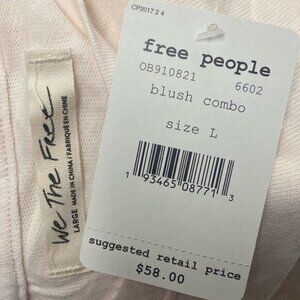 We The Free
LARGE MADE IN CHINA / FABRIQUÉ EN CHINE
CP2017 2 4
free people
OB910821 6602
blush combo
size L
1 93465 08771 3
suggested retail price
$58.00